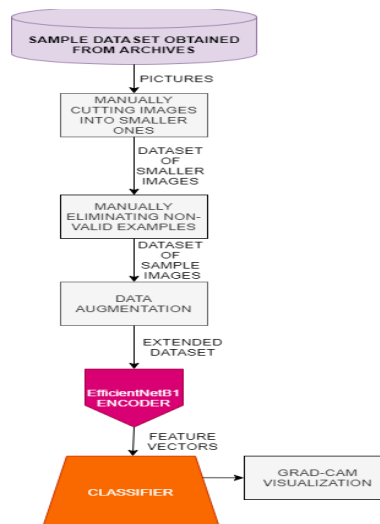 SAMPLE DATASET OBTAINED
FROM ARCHIVES
PICTURES
MANUALLY
CUTTING IMAGES
INTO SMALLER
ONES
DATASET
OF
SMALLER
IMAGES
MANUALLY
ELIMINATING NON-
VALID EXAMPLES
DATASET
OF
SAMPLE
IMAGES
DATA
AUGMENTATION
EXTENDED
DATASET
EfficientNetB1
ENCODER
FEATURE
VECTORS
CLASSIFIER
GRAD-CAM
VISUALIZATION